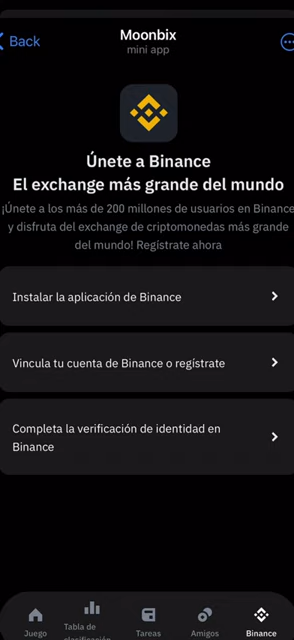 Back
Moonbix
mini app
Únete a Binance
El exchange más grande del mundo
¡Únete a los más de 200 millones de usuarios en Binance
y disfruta del exchange de criptomonedas más grande
del mundo! Regístrate ahora
Instalar la aplicación de Binance
Vincula tu cuenta de Binance o regístrate
Completa la verificación de identidad en
Binance
Juego
Tabla de
clasificación
Tareas
Amigos
Binance